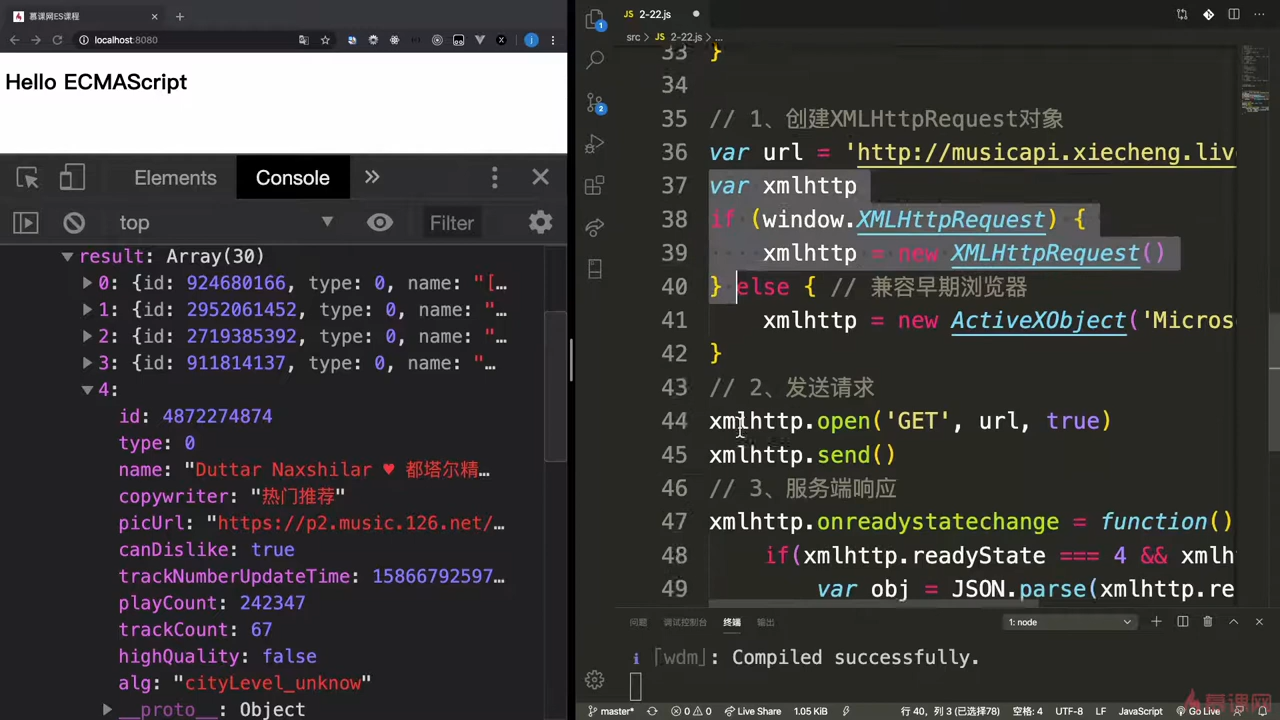 慕课网ES课程
localhost:8080
Hello ECMAScript
Elements
Console
top
Filter
result: Array(30)
0: {id: 924680166, type: 0, name: "[…
1: {id: 2952061452, type: 0, name: "…
2: {id: 2719385392, type: 0, name: "…
3: {id: 911814137, type: 0, name: "…
4:
id: 4872274874
type: 0
name: "Duttar Naxshilar ♥ 都塔尔精…
copywriter: "热门推荐"
picUrl: "https://p2.music.126.net/…
canDislike: true
trackNumberUpdateTime: 15866792597…
playCount: 242347
trackCount: 67
highQuality: false
alg: "cityLevel_unknow"
__proto__: Object
JS 2-22.js
src > JS 2-22.js > ...
33 }
34
35 // 1、创建XMLHttpRequest对象
36 var url = 'http://musicapi.xiecheng.liv
37 var xmlhttp
38 if (window.XMLHttpRequest) {
39 xmlhttp = new XMLHttpRequest()
40 } else { // 兼容早期浏览器
41 xmlhttp = new ActiveXObject('Micros
42 }
43 // 2、发送请求
44 xmlhttp.open('GET', url, true)
45 xmlhttp.send()
46 // 3、服务端响应
47 xmlhttp.onreadystatechange = function()
48 if(xmlhttp.readyState === 4 && xmlh
49 var obj = JSON.parse(xmlhttp.re
问题 调试控制台 终端 输出
1: node
i ｢wdm｣: Compiled successfully.
master* 0 0 Live Share 1.05 KiB 行 40, 列 3 (已选择78) 空格: 4 UTF-8 LF JavaScript Go Live
慕课网